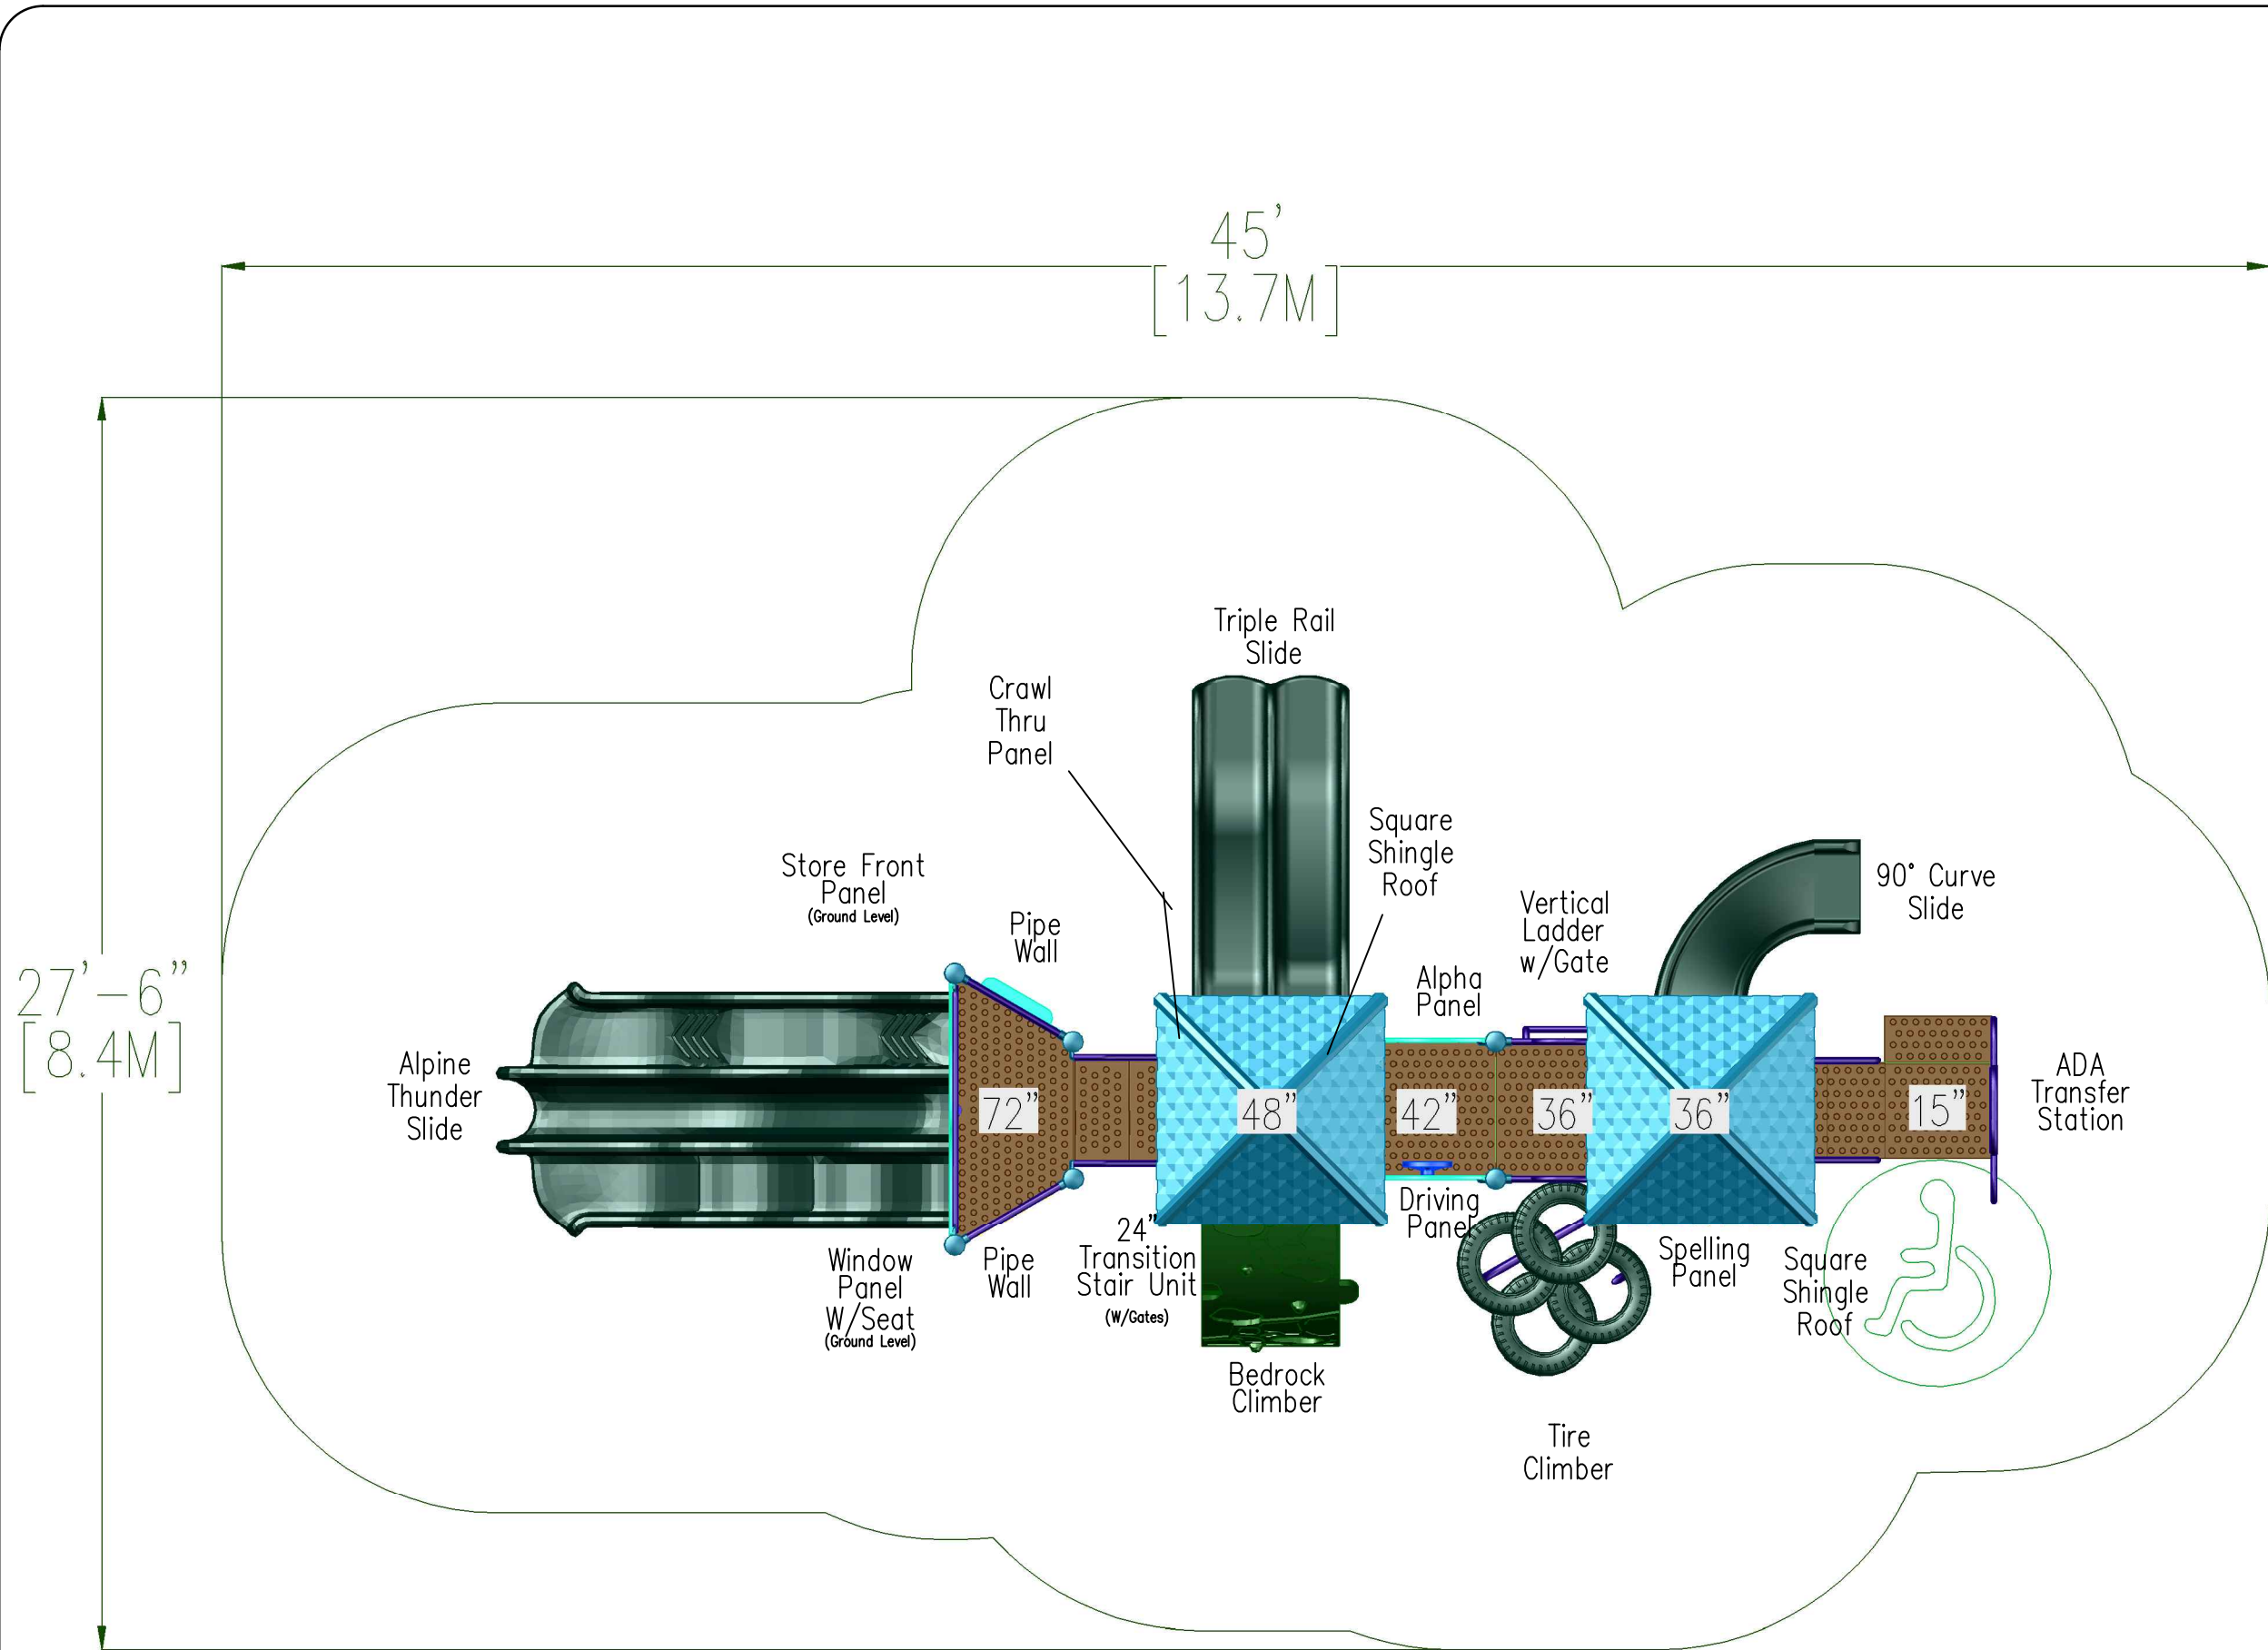 45'
[13.7M]
27'-6"
[8.4M]
Triple Rail
Slide
Crawl
Thru
Panel
Square
Shingle
Roof
Store Front
Panel
(Ground Level)
Pipe
Wall
Vertical
Ladder
w/Gate
90° Curve
Slide
Alpha
Panel
Alpine
Thunder
Slide
72"
48"
42"
36"
36"
15"
ADA
Transfer
Station
Window
Panel
W/Seat
(Ground Level)
Pipe
Wall
24"
Transition
Stair Unit
(W/Gates)
Driving
Panel
Spelling
Panel
Square
Shingle
Roof
Bedrock
Climber
Tire
Climber